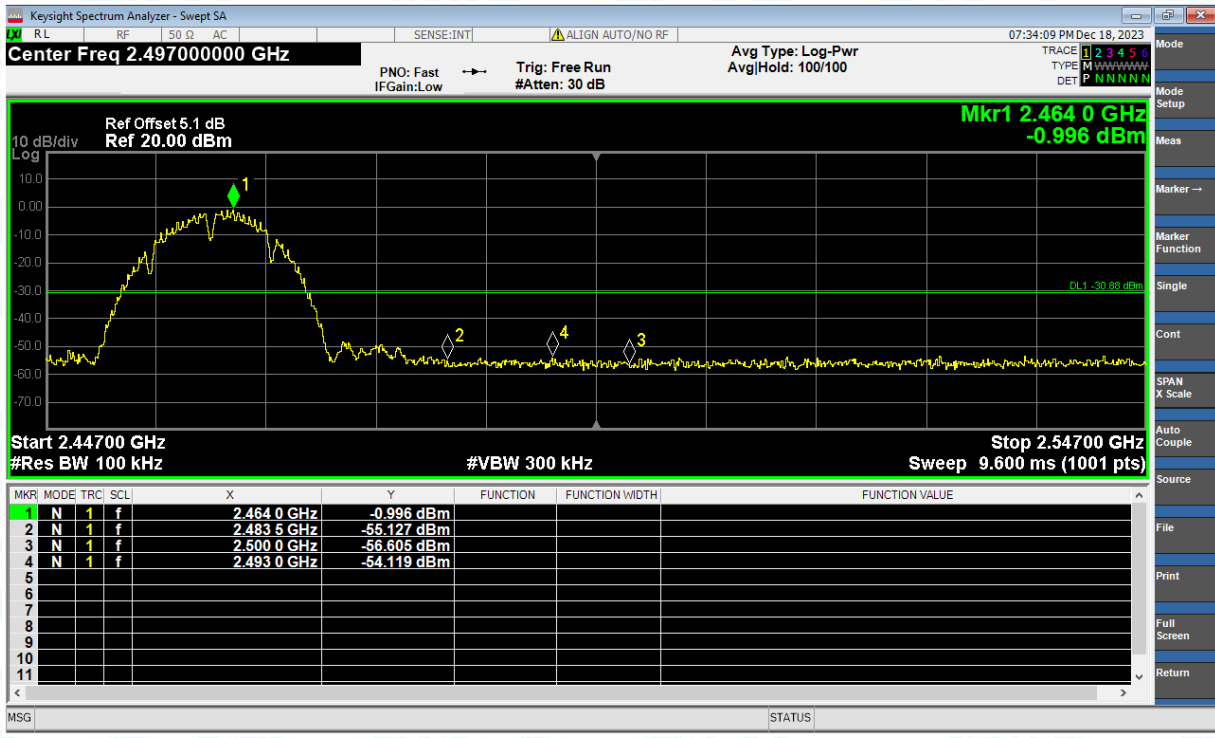 Keysight Spectrum Analyzer - Swept SA
LXI RL RF 50 Ω AC SENSE:INT ALIGN AUTO/NO RF 07:34:09 PM Dec 18, 2023
Center Freq 2.497000000 GHz
PNO: Fast
IFGain:Low
Trig: Free Run
#Atten: 30 dB
Avg Type: Log-Pwr
Avg|Hold: 100/100
TRACE 1 2 3 4 5 6
TYPE M WWWWW
DET P N N N N N
Mkr1 2.464 0 GHz
-0.996 dBm
Ref Offset 5.1 dB
10 dB/div Ref 20.00 dBm
Log
10.0
0.00
-10.0
-20.0
-30.0
-40.0
-50.0
-60.0
-70.0
1
2
4
3
DL1 -30.88 dBm
Start 2.44700 GHz Stop 2.54700 GHz
#Res BW 100 kHz #VBW 300 kHz Sweep 9.600 ms (1001 pts)
MKR MODE TRC SCL X Y FUNCTION FUNCTION WIDTH FUNCTION VALUE
1 N 1 f 2.464 0 GHz -0.996 dBm
2 N 1 f 2.483 5 GHz -55.127 dBm
3 N 1 f 2.500 0 GHz -56.605 dBm
4 N 1 f 2.493 0 GHz -54.119 dBm
5
6
7
8
9
10
11
MSG STATUS
Mode
Mode
Setup
Meas
Marker →
Marker
Function
Single
Cont
SPAN
X Scale
Auto
Couple
Source
File
Print
Full
Screen
Return